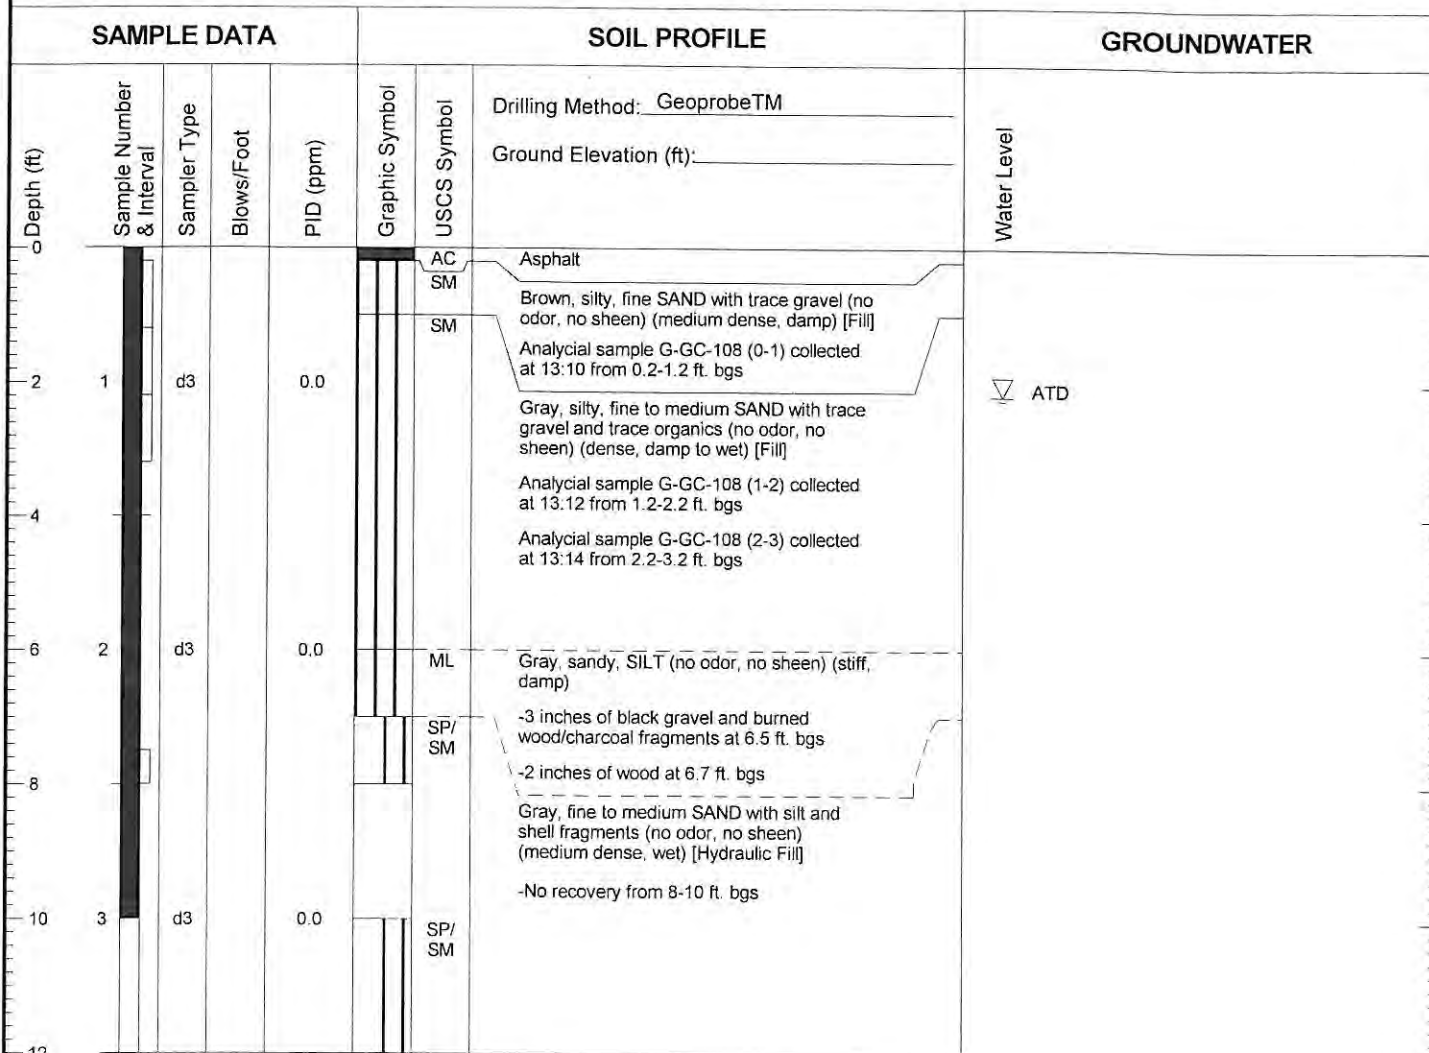 SAMPLE DATA
SOIL PROFILE
GROUNDWATER
Depth (ft)
Sample Number
& Interval
Sampler Type
Blows/Foot
PID (ppm)
Graphic Symbol
USCS Symbol
Drilling Method: GeoprobeTM
Ground Elevation (ft):
Water Level
0
AC
Asphalt
SM
Brown, silty, fine SAND with trace gravel (no
odor, no sheen) (medium dense, damp) [Fill]
SM
Analycial sample G-GC-108 (0-1) collected
at 13:10 from 0.2-1.2 ft. bgs
2
1
d3
0.0
ATD
Gray, silty, fine to medium SAND with trace
gravel and trace organics (no odor, no
sheen) (dense, damp to wet) [Fill]
Analycial sample G-GC-108 (1-2) collected
at 13:12 from 1.2-2.2 ft. bgs
4
Analycial sample G-GC-108 (2-3) collected
at 13:14 from 2.2-3.2 ft. bgs
6
2
d3
0.0
ML
Gray, sandy, SILT (no odor, no sheen) (stiff,
damp)
-3 inches of black gravel and burned
wood/charcoal fragments at 6.5 ft. bgs
SP/
SM
-2 inches of wood at 6.7 ft. bgs
8
Gray, fine to medium SAND with silt and
shell fragments (no odor, no sheen)
(medium dense, wet) [Hydraulic Fill]
-No recovery from 8-10 ft. bgs
10
3
d3
0.0
SP/
SM
12